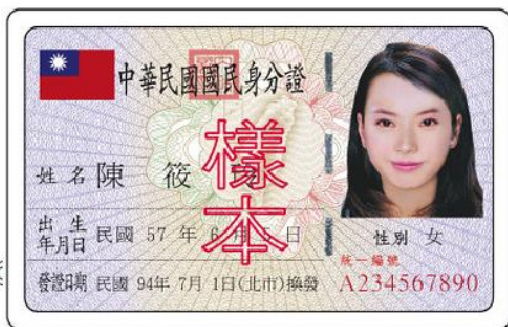 中華民國國民身分證
樣本
姓名 陳 筱
出生年月日 民國 57 年 6 日
性別 女
統一編號
發證日期 民國 94年 7月 1日(北市)換發
A234567890